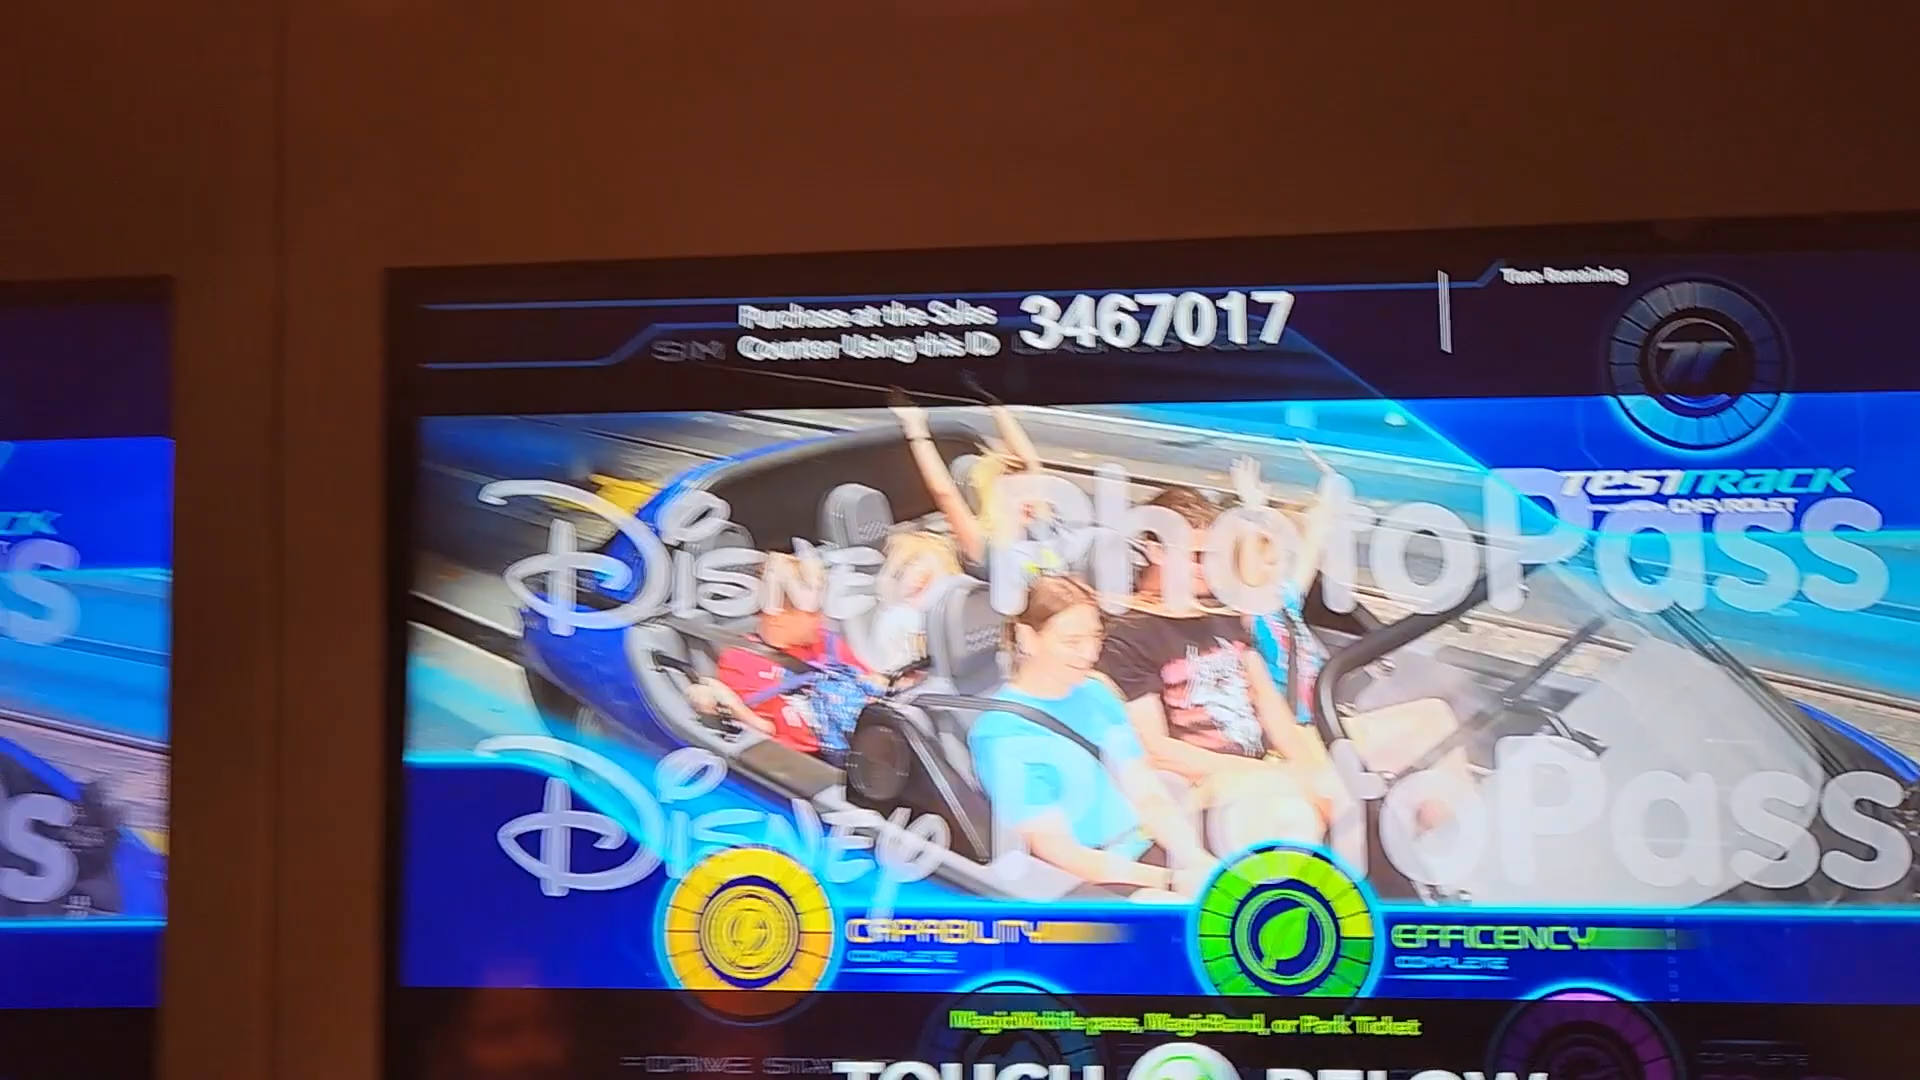 Purchase at the Sales
Counter Using this ID
3467017
Time Remaining
SIM
TEST TRACK
CHEVROLET
Disney PhotoPass
Disney PhotoPass
CAPABILITY
COMPLETE
EFFICIENCY
COMPLETE
MagicMobile pass, MagicBand, or Park Ticket
TOUCH BELOW